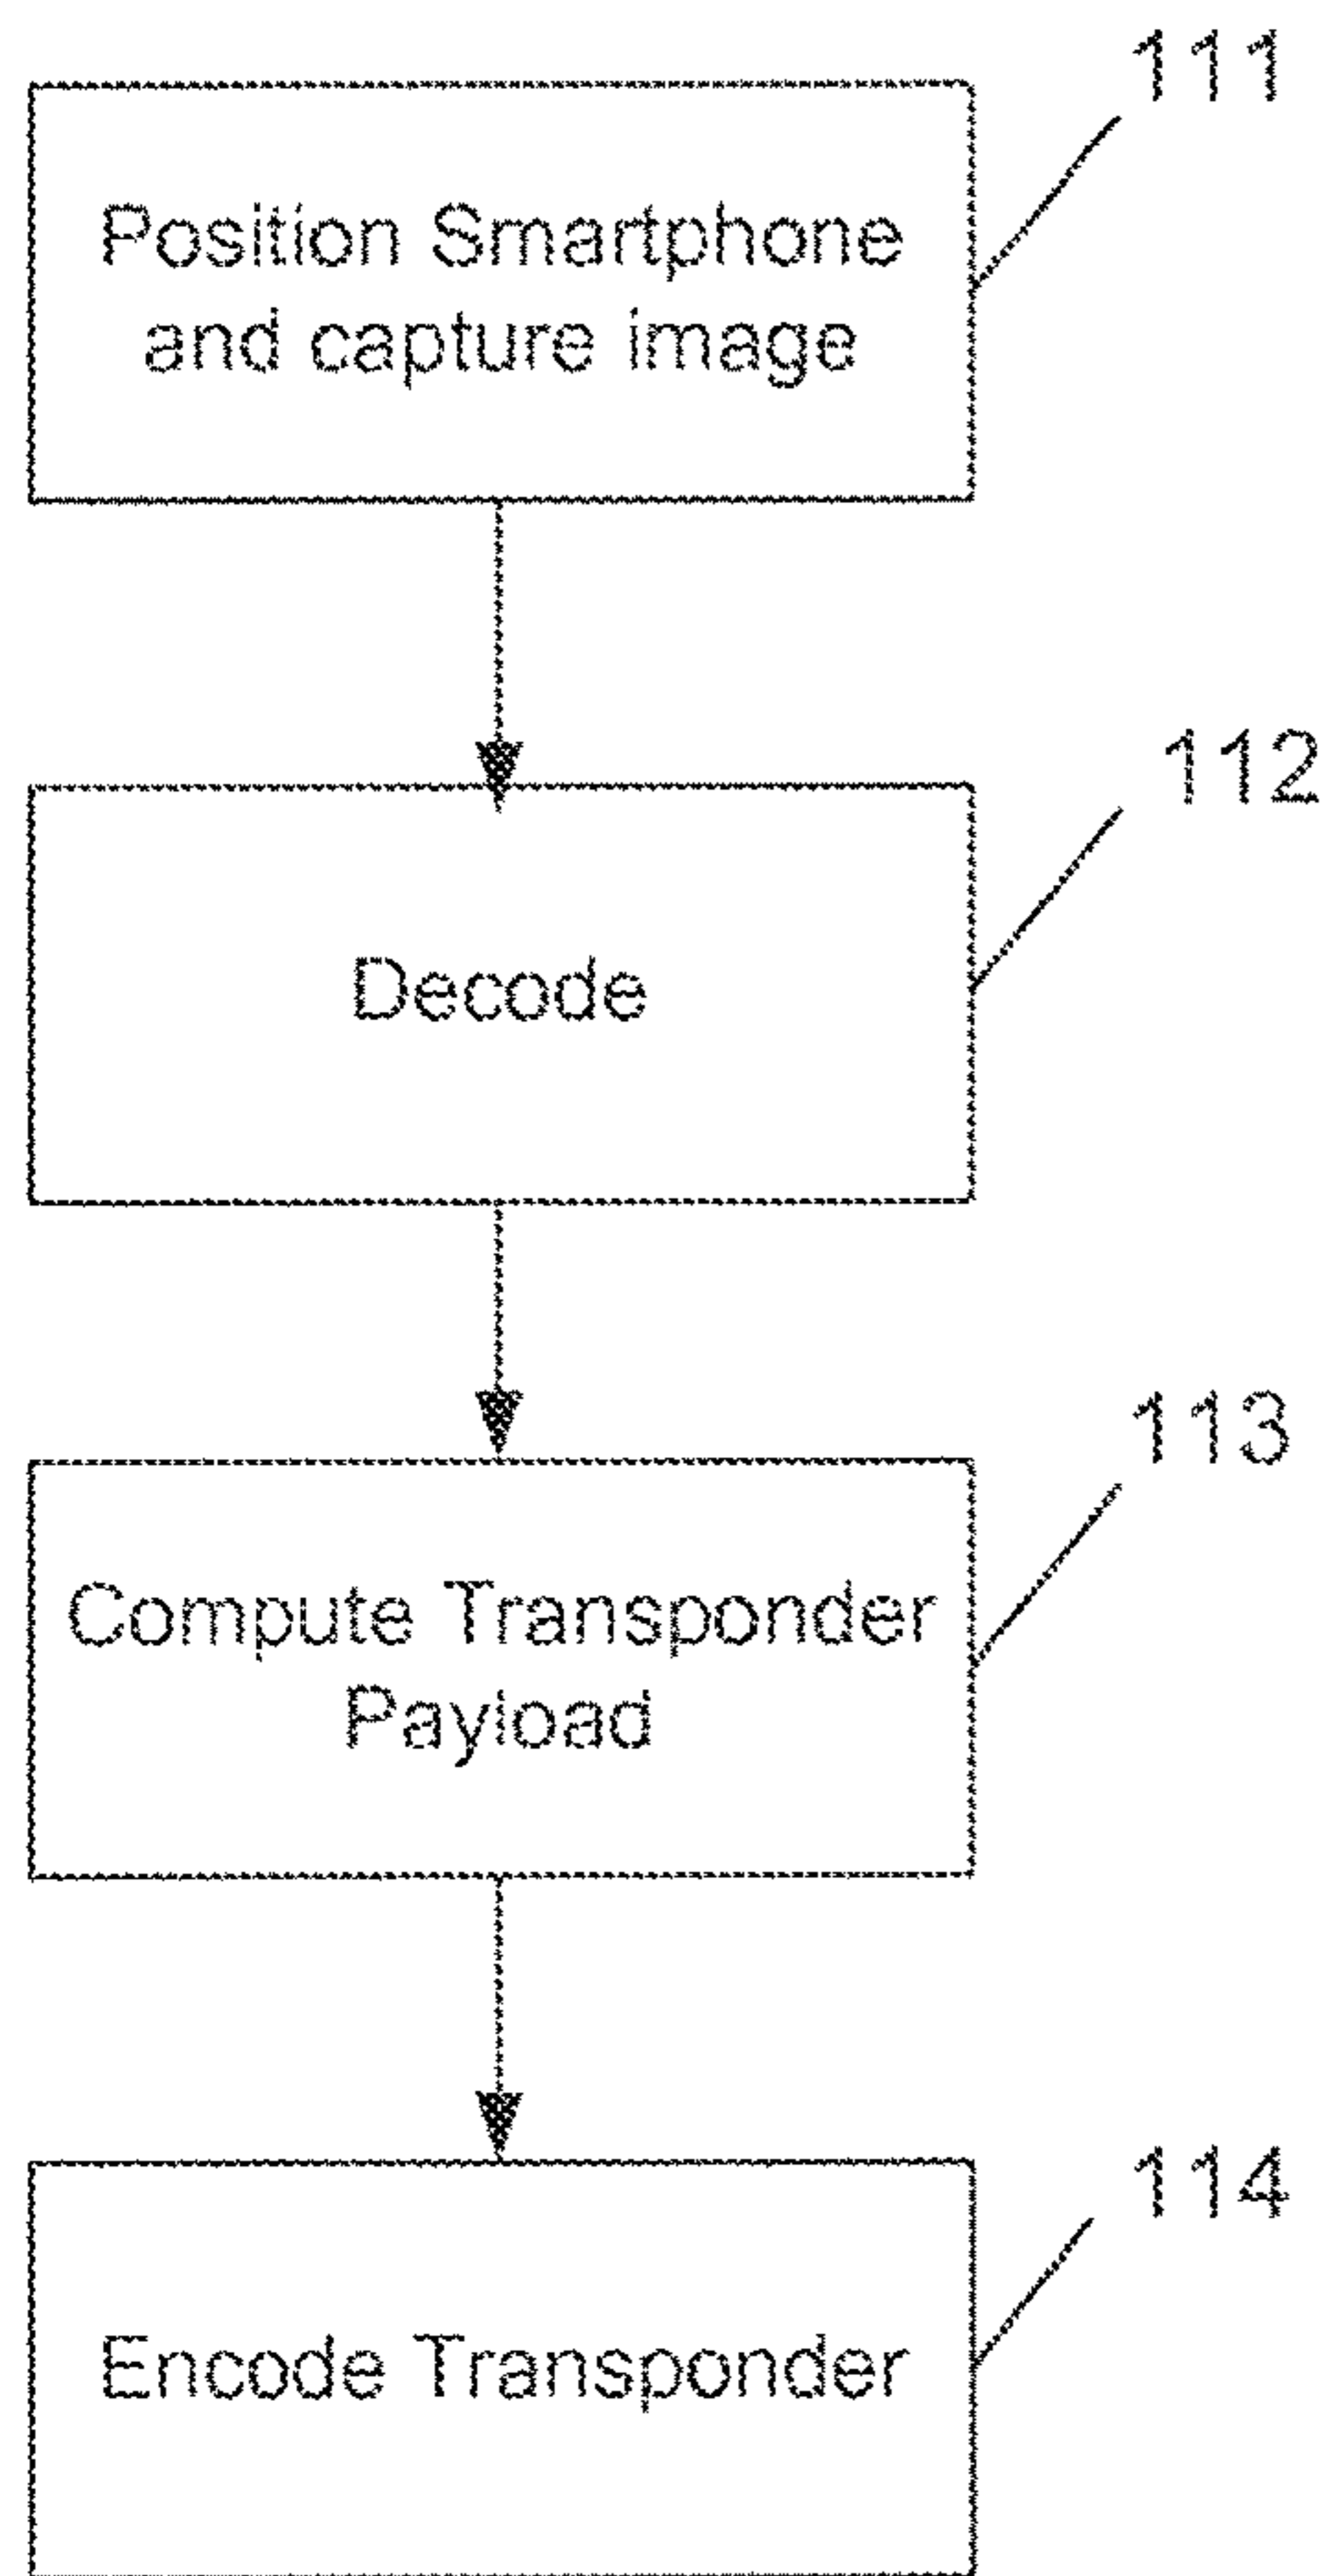 111
Position Smartphone
and capture image
112
Decode
113
Compute Transponder
Payload
114
Encode Transponder